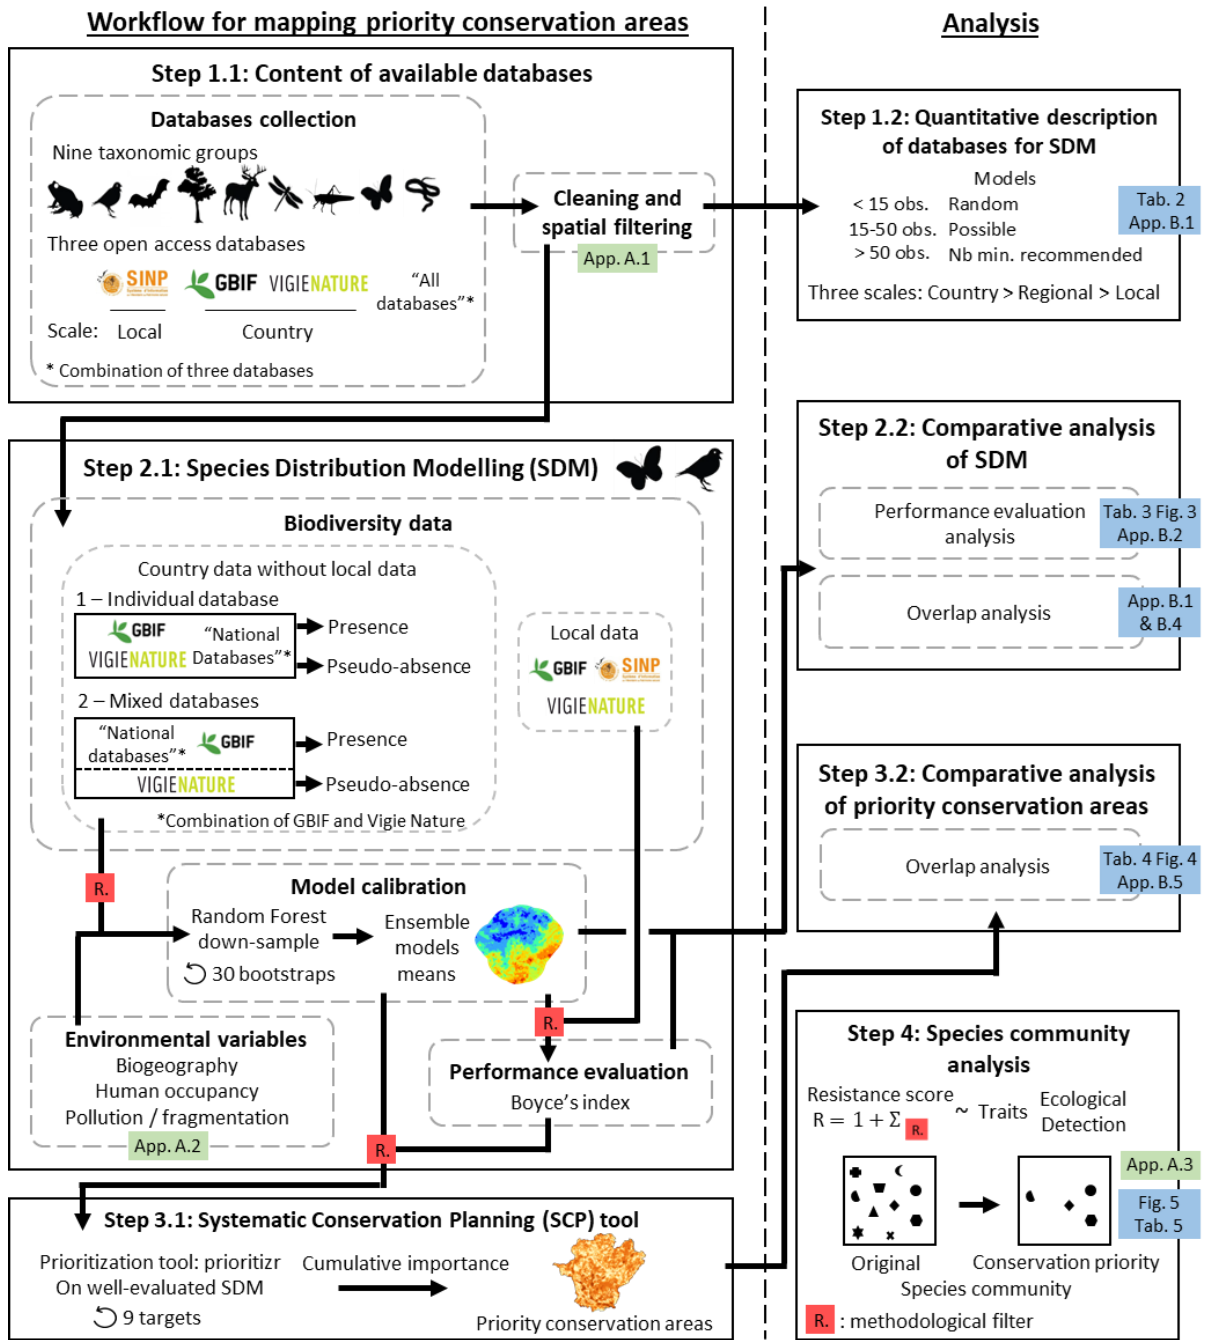 Workflow for mapping priority conservation areas
Analysis
Step 1.1: Content of available databases
Databases collection
Nine taxonomic groups
Three open access databases
SINP
GBIF
VIGIENATURE
"All
databases"*
Scale:
Local
Country
* Combination of three databases
Cleaning and
spatial filtering
App. A.1
Step 1.2: Quantitative description
of databases for SDM
Models
< 15 obs. Random
15-50 obs. Possible
> 50 obs. Nb min. recommended
Three scales: Country > Regional > Local
Tab. 2
App. B.1
Step 2.1: Species Distribution Modelling (SDM)
Biodiversity data
Country data without local data
1 – Individual database
GBIF
VIGIENATURE
"National
Databases"*
Presence
Pseudo-absence
2 – Mixed databases
"National
databases"*
GBIF
VIGIENATURE
Presence
Pseudo-absence
*Combination of GBIF and Vigie Nature
Local data
GBIF
SINP
VIGIENATURE
R.
Model calibration
Random Forest
down-sample
30 bootstraps
Ensemble
models
means
R.
Environmental variables
Biogeography
Human occupancy
Pollution / fragmentation
App. A.2
Performance evaluation
Boyce's index
R.
Step 2.2: Comparative analysis
of SDM
Performance evaluation
analysis
Tab. 3 Fig. 3
App. B.2
Overlap analysis
App. B.1
& B.4
Step 3.2: Comparative analysis
of priority conservation areas
Overlap analysis
Tab. 4 Fig. 4
App. B.5
Step 3.1: Systematic Conservation Planning (SCP) tool
Prioritization tool: prioritizr
On well-evaluated SDM
9 targets
Cumulative importance
Priority conservation areas
Step 4: Species community
analysis
Resistance score
R = 1 + Σ R.
~ Traits
Ecological
Detection
App. A.3
Fig. 5
Tab. 5
Original
Conservation priority
Species community
R. : methodological filter